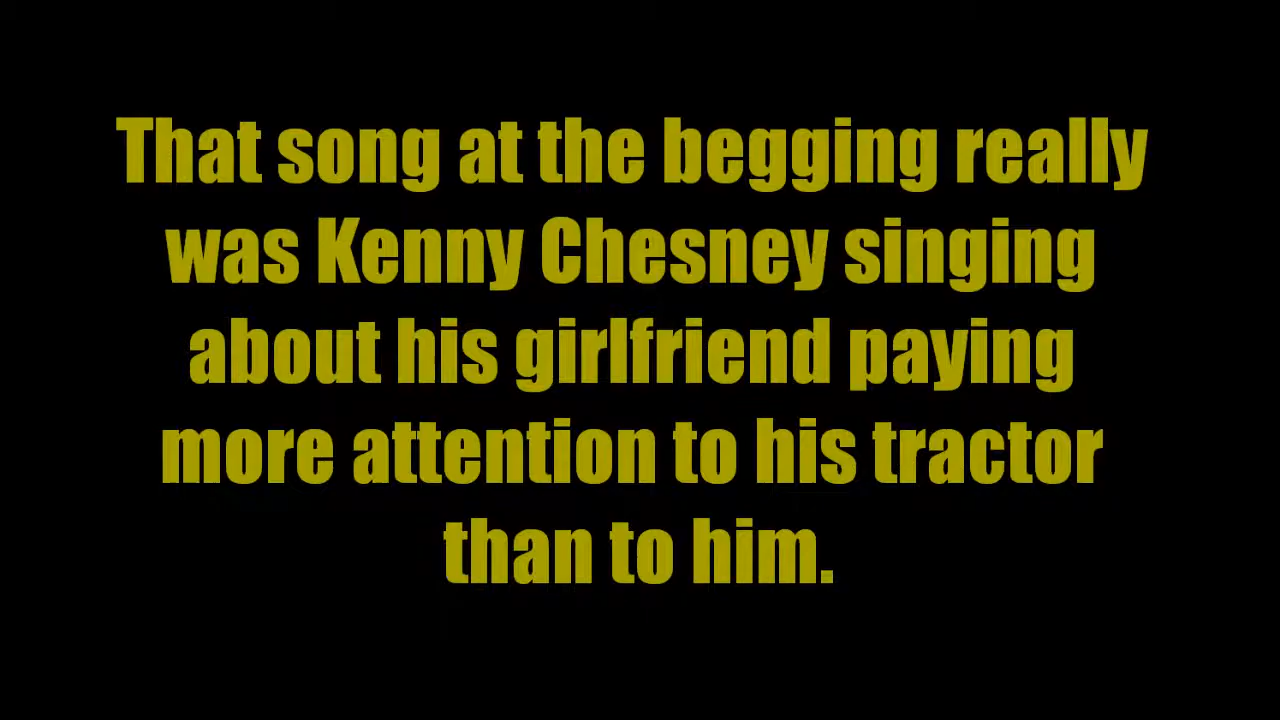 That song at the begging really
was Kenny Chesney singing
about his girlfriend paying
more attention to his tractor
than to him.